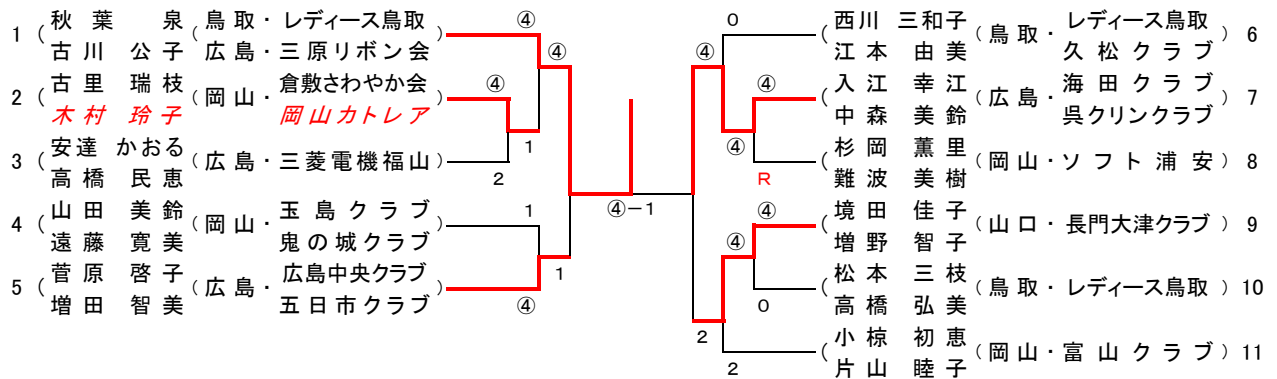 1 ( 秋葉 泉 (鳥取・レディース鳥取 )
古川 公子 広島・三原リボン会
2 ( 古里 瑞枝 (岡山・倉敷さわやか会 )
木村 玲子 岡山カトレア
3 ( 安達 かおる (広島・三菱電機福山 )
高橋 民恵
4 ( 山田 美鈴 (岡山・玉島クラブ )
遠藤 寛美 鬼の城クラブ
5 ( 菅原 啓子 (広島・広島中央クラブ )
増田 智美 五日市クラブ
④
④
④
1
2
1
1
④
④－1
0
④
④
④
R
④
④
0
2
2
( 西川 三和子 (鳥取・レディース鳥取 ) 6
江本 由美 久松クラブ
( 入江 幸江 (広島・海田クラブ ) 7
中森 美鈴 呉クリンクラブ
( 杉岡 薫里 (岡山・ソフト浦安 ) 8
難波 美樹
( 境田 佳子 (山口・長門大津クラブ ) 9
増野 智子
( 松本 三枝 (鳥取・レディース鳥取 ) 10
高橋 弘美
( 小椋 初恵 (岡山・富山クラブ ) 11
片山 睦子